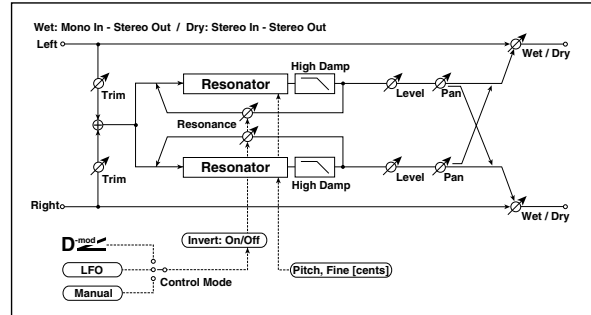 Wet: Mono In - Stereo Out / Dry: Stereo In - Stereo Out
Left
Wet / Dry
High Damp
Resonator
Trim
Level
Pan
Resonance
Resonator
Trim
High Damp
Level
Pan
Right
Wet / Dry
D-mod
Invert: On/Off
LFO
Control Mode
Pitch, Fine [cents]
Manual